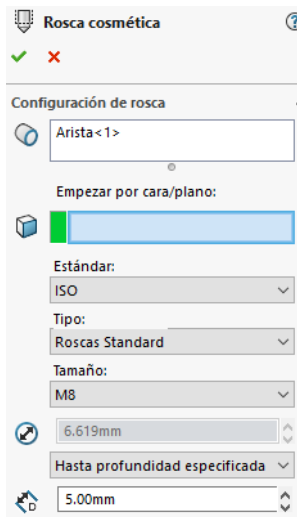 Rosca cosmética
Configuración de rosca
Arista<1>
Empezar por cara/plano:
Estándar:
ISO
Tipo:
Roscas Standard
Tamaño:
M8
6.619mm
Hasta profundidad especificada
D
5.00mm